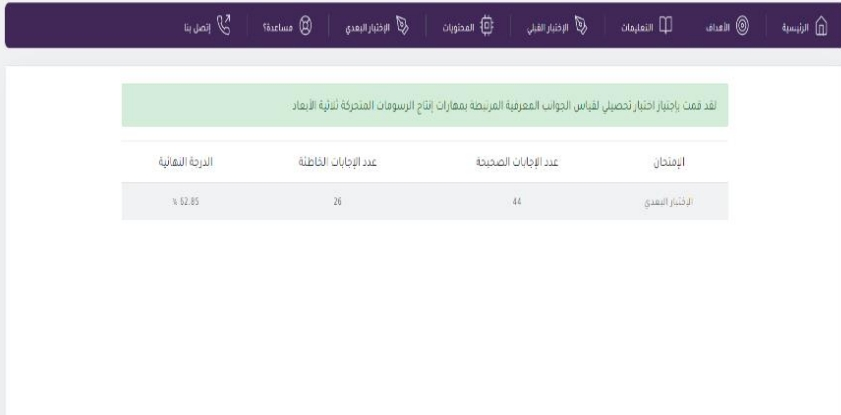 الرئيسية الأهداف التعليمات الإختبار القبلي المحتويات الإختبار البعدي مساعدة؟ إتصل بنا
لقد قمت بإجتياز اختبار تحصيلي لقياس الجوانب المعرفية المرتبطة بمهارات إنتاج الرسومات المتحركة ثلاثية الأبعاد
الإمتحان عدد الإجابات الصحيحة عدد الإجابات الخاطئة الدرجة النهائية
الإختبار البعدي 44 26 62.85 %